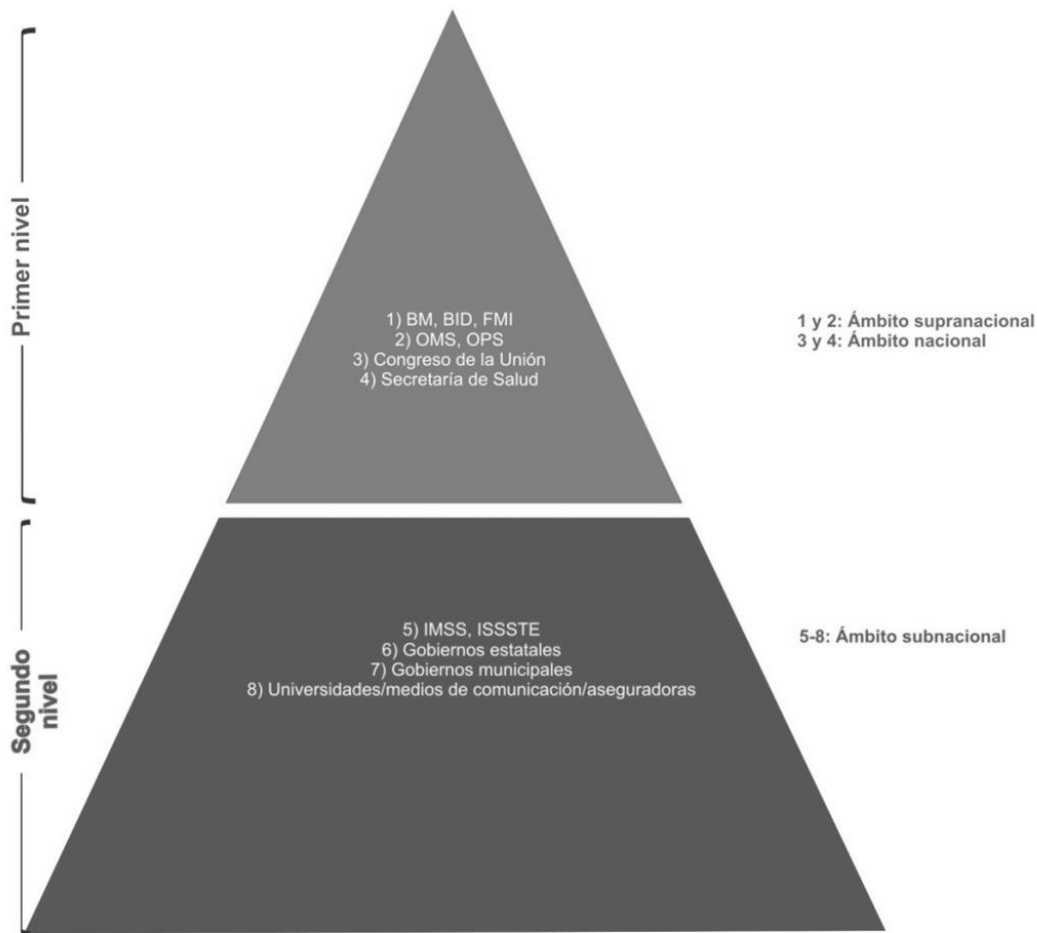 Primer nivel
1) BM, BID, FMI
2) OMS, OPS
3) Congreso de la Unión
4) Secretaría de Salud
1 y 2: Ámbito supranacional
3 y 4: Ámbito nacional
Segundo
nivel
5) IMSS, ISSSTE
6) Gobiernos estatales
7) Gobiernos municipales
8) Universidades/medios de comunicación/aseguradoras
5-8: Ámbito subnacional